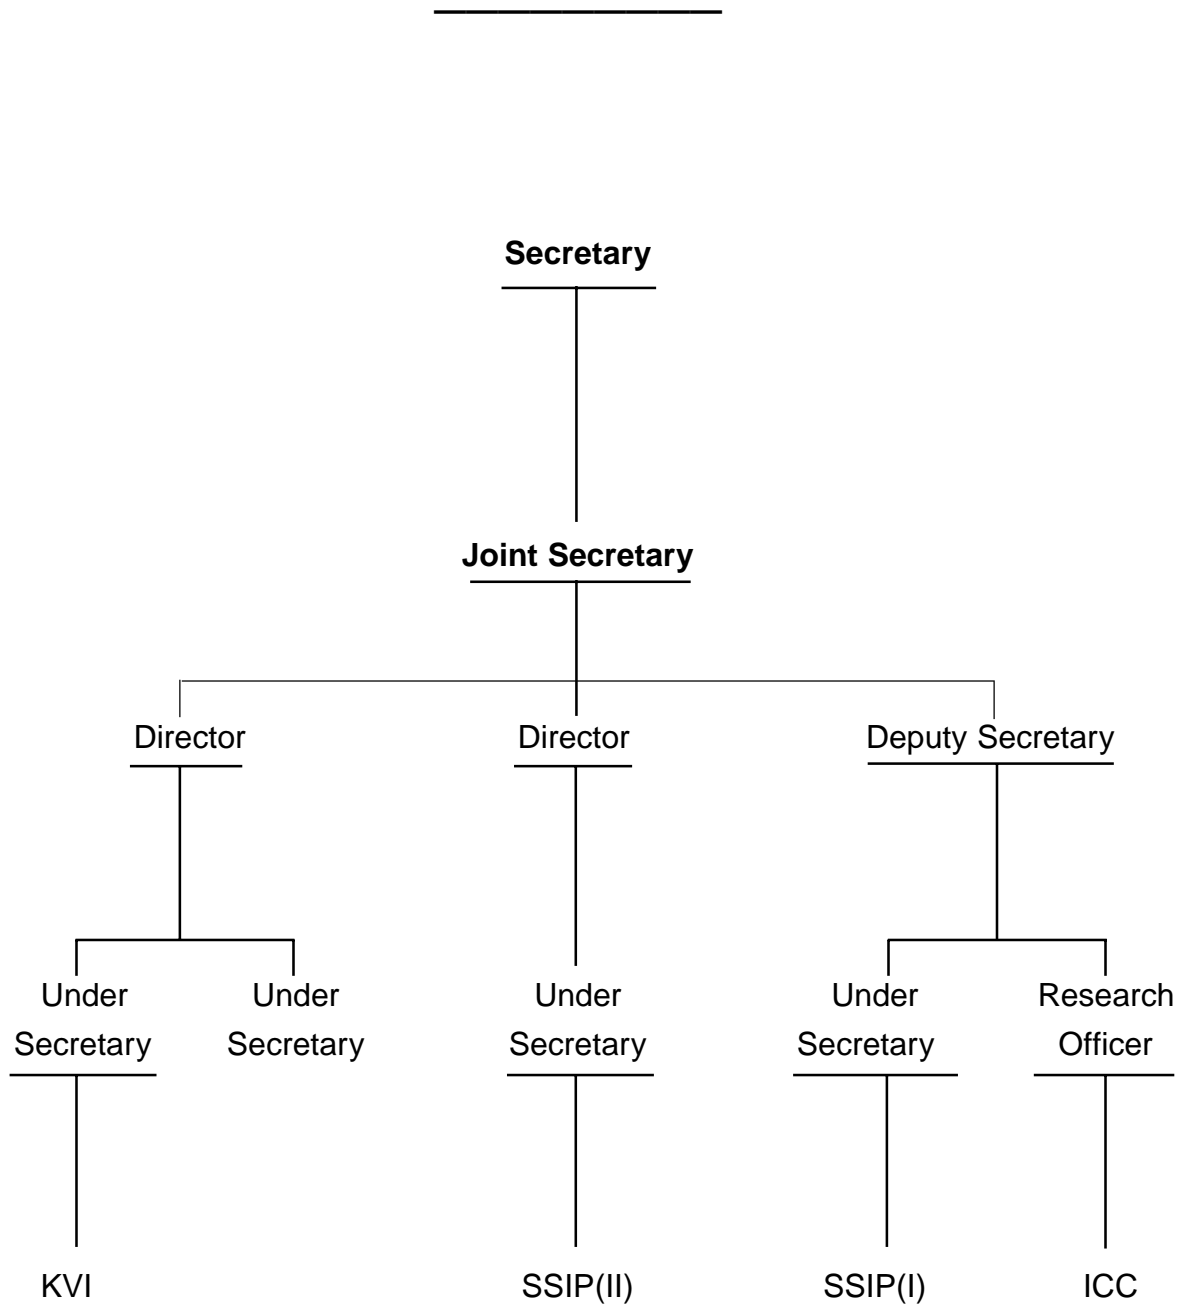 Secretary
Joint Secretary
Director
Director
Deputy Secretary
Under
Secretary
Under
Secretary
Under
Secretary
Under
Secretary
Research
Officer
KVI
SSIP(II)
SSIP(I)
ICC